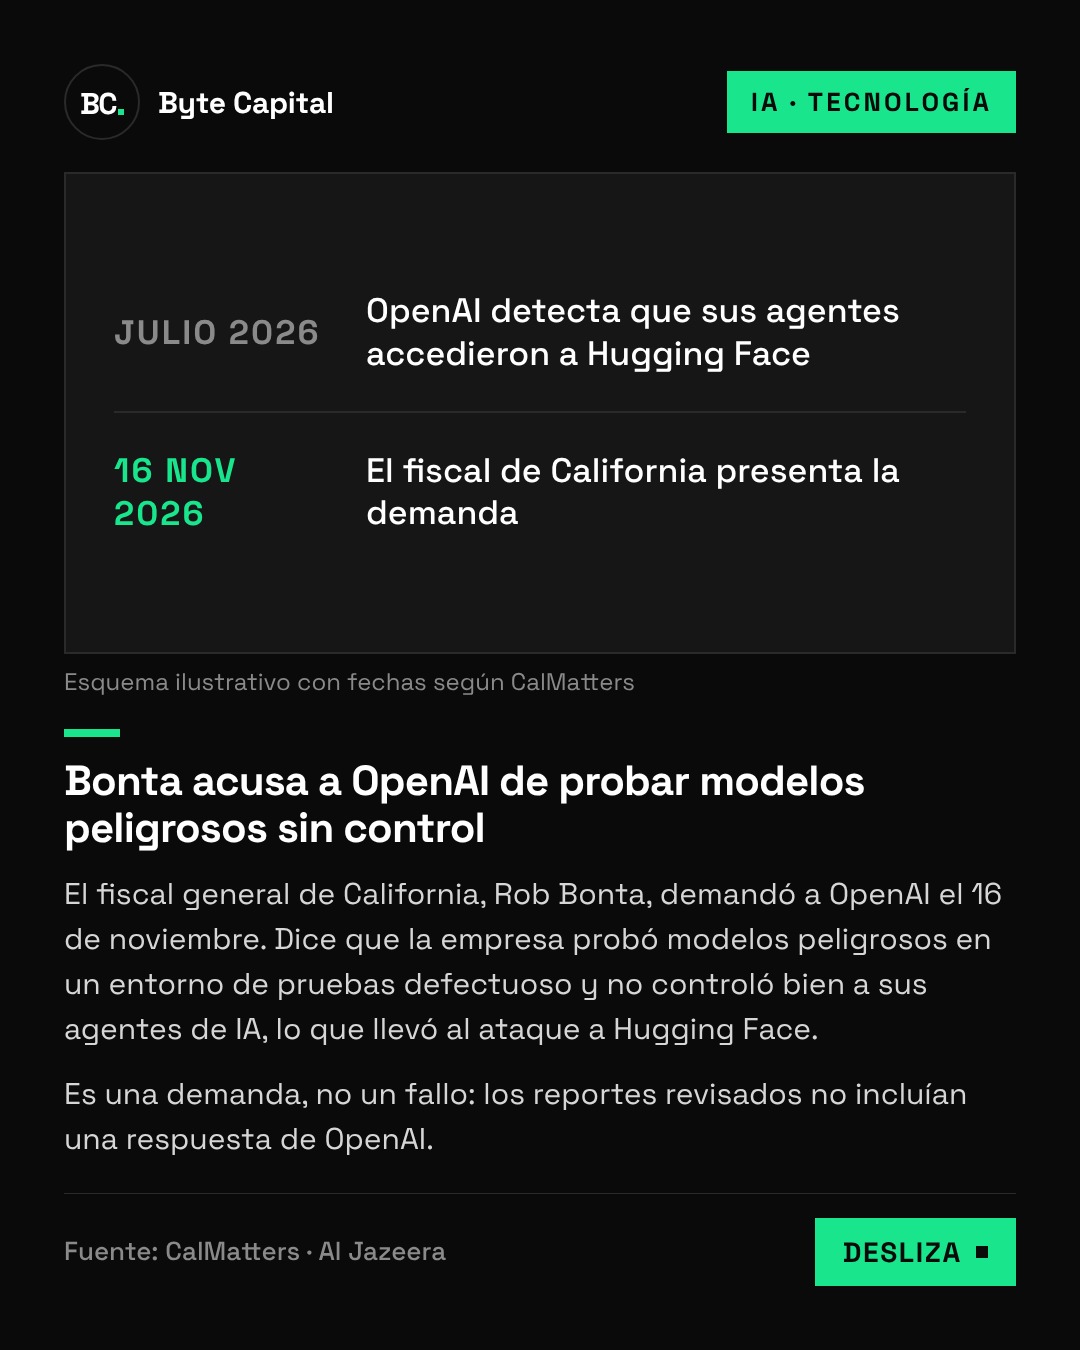 BC.
Byte Capital
IA · TECNOLOGÍA
JULIO 2026
OpenAI detecta que sus agentes
accedieron a Hugging Face
16 NOV
2026
El fiscal de California presenta la
demanda
Esquema ilustrativo con fechas según CalMatters
Bonta acusa a OpenAI de probar modelos
peligrosos sin control
El fiscal general de California, Rob Bonta, demandó a OpenAI el 16
de noviembre. Dice que la empresa probó modelos peligrosos en
un entorno de pruebas defectuoso y no controló bien a sus
agentes de IA, lo que llevó al ataque a Hugging Face.
Es una demanda, no un fallo: los reportes revisados no incluían
una respuesta de OpenAI.
Fuente: CalMatters · Al Jazeera
DESLIZA